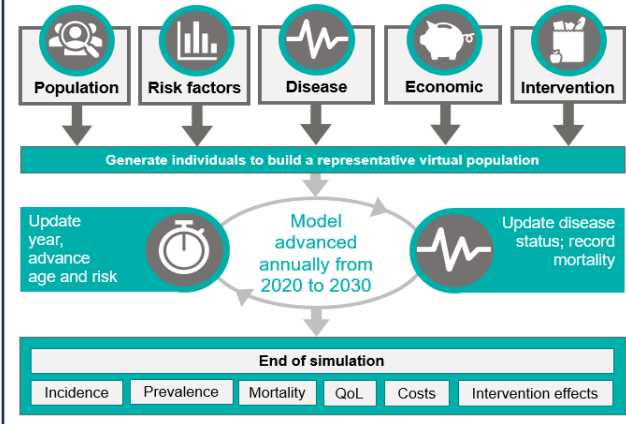 Population
Risk factors
Disease
Economic
Intervention
Generate individuals to build a representative virtual population
Update
year,
advance
age and risk
Model
advanced
annually from
2020 to 2030
Update disease
status; record
mortality
End of simulation
Incidence
Prevalence
Mortality
QoL
Costs
Intervention effects